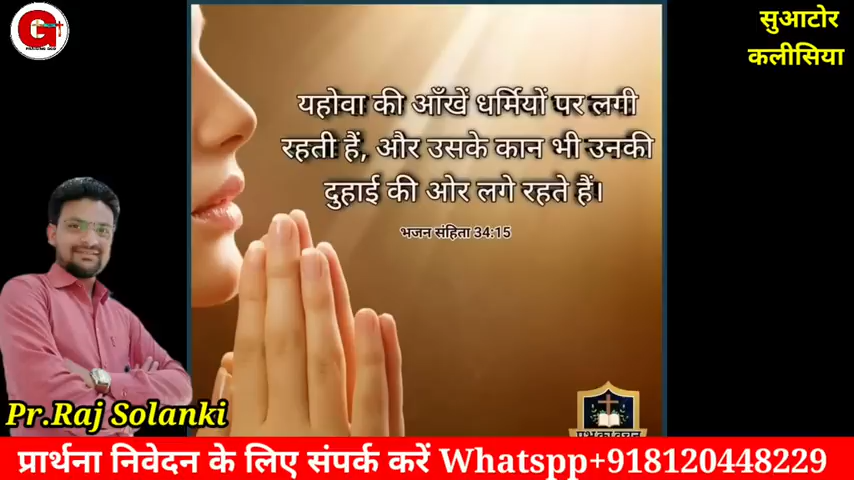 G
सुआटोर
कलीसिया
यहोवा की आँखें धर्मियों पर लगी
रहती हैं, और उसके कान भी उनकी
दुहाई की ओर लगे रहते हैं।
भजन संहिता 34:15
Pr.Raj Solanki
प्रार्थना निवेदन के लिए संपर्क करें Whatspp+918120448229